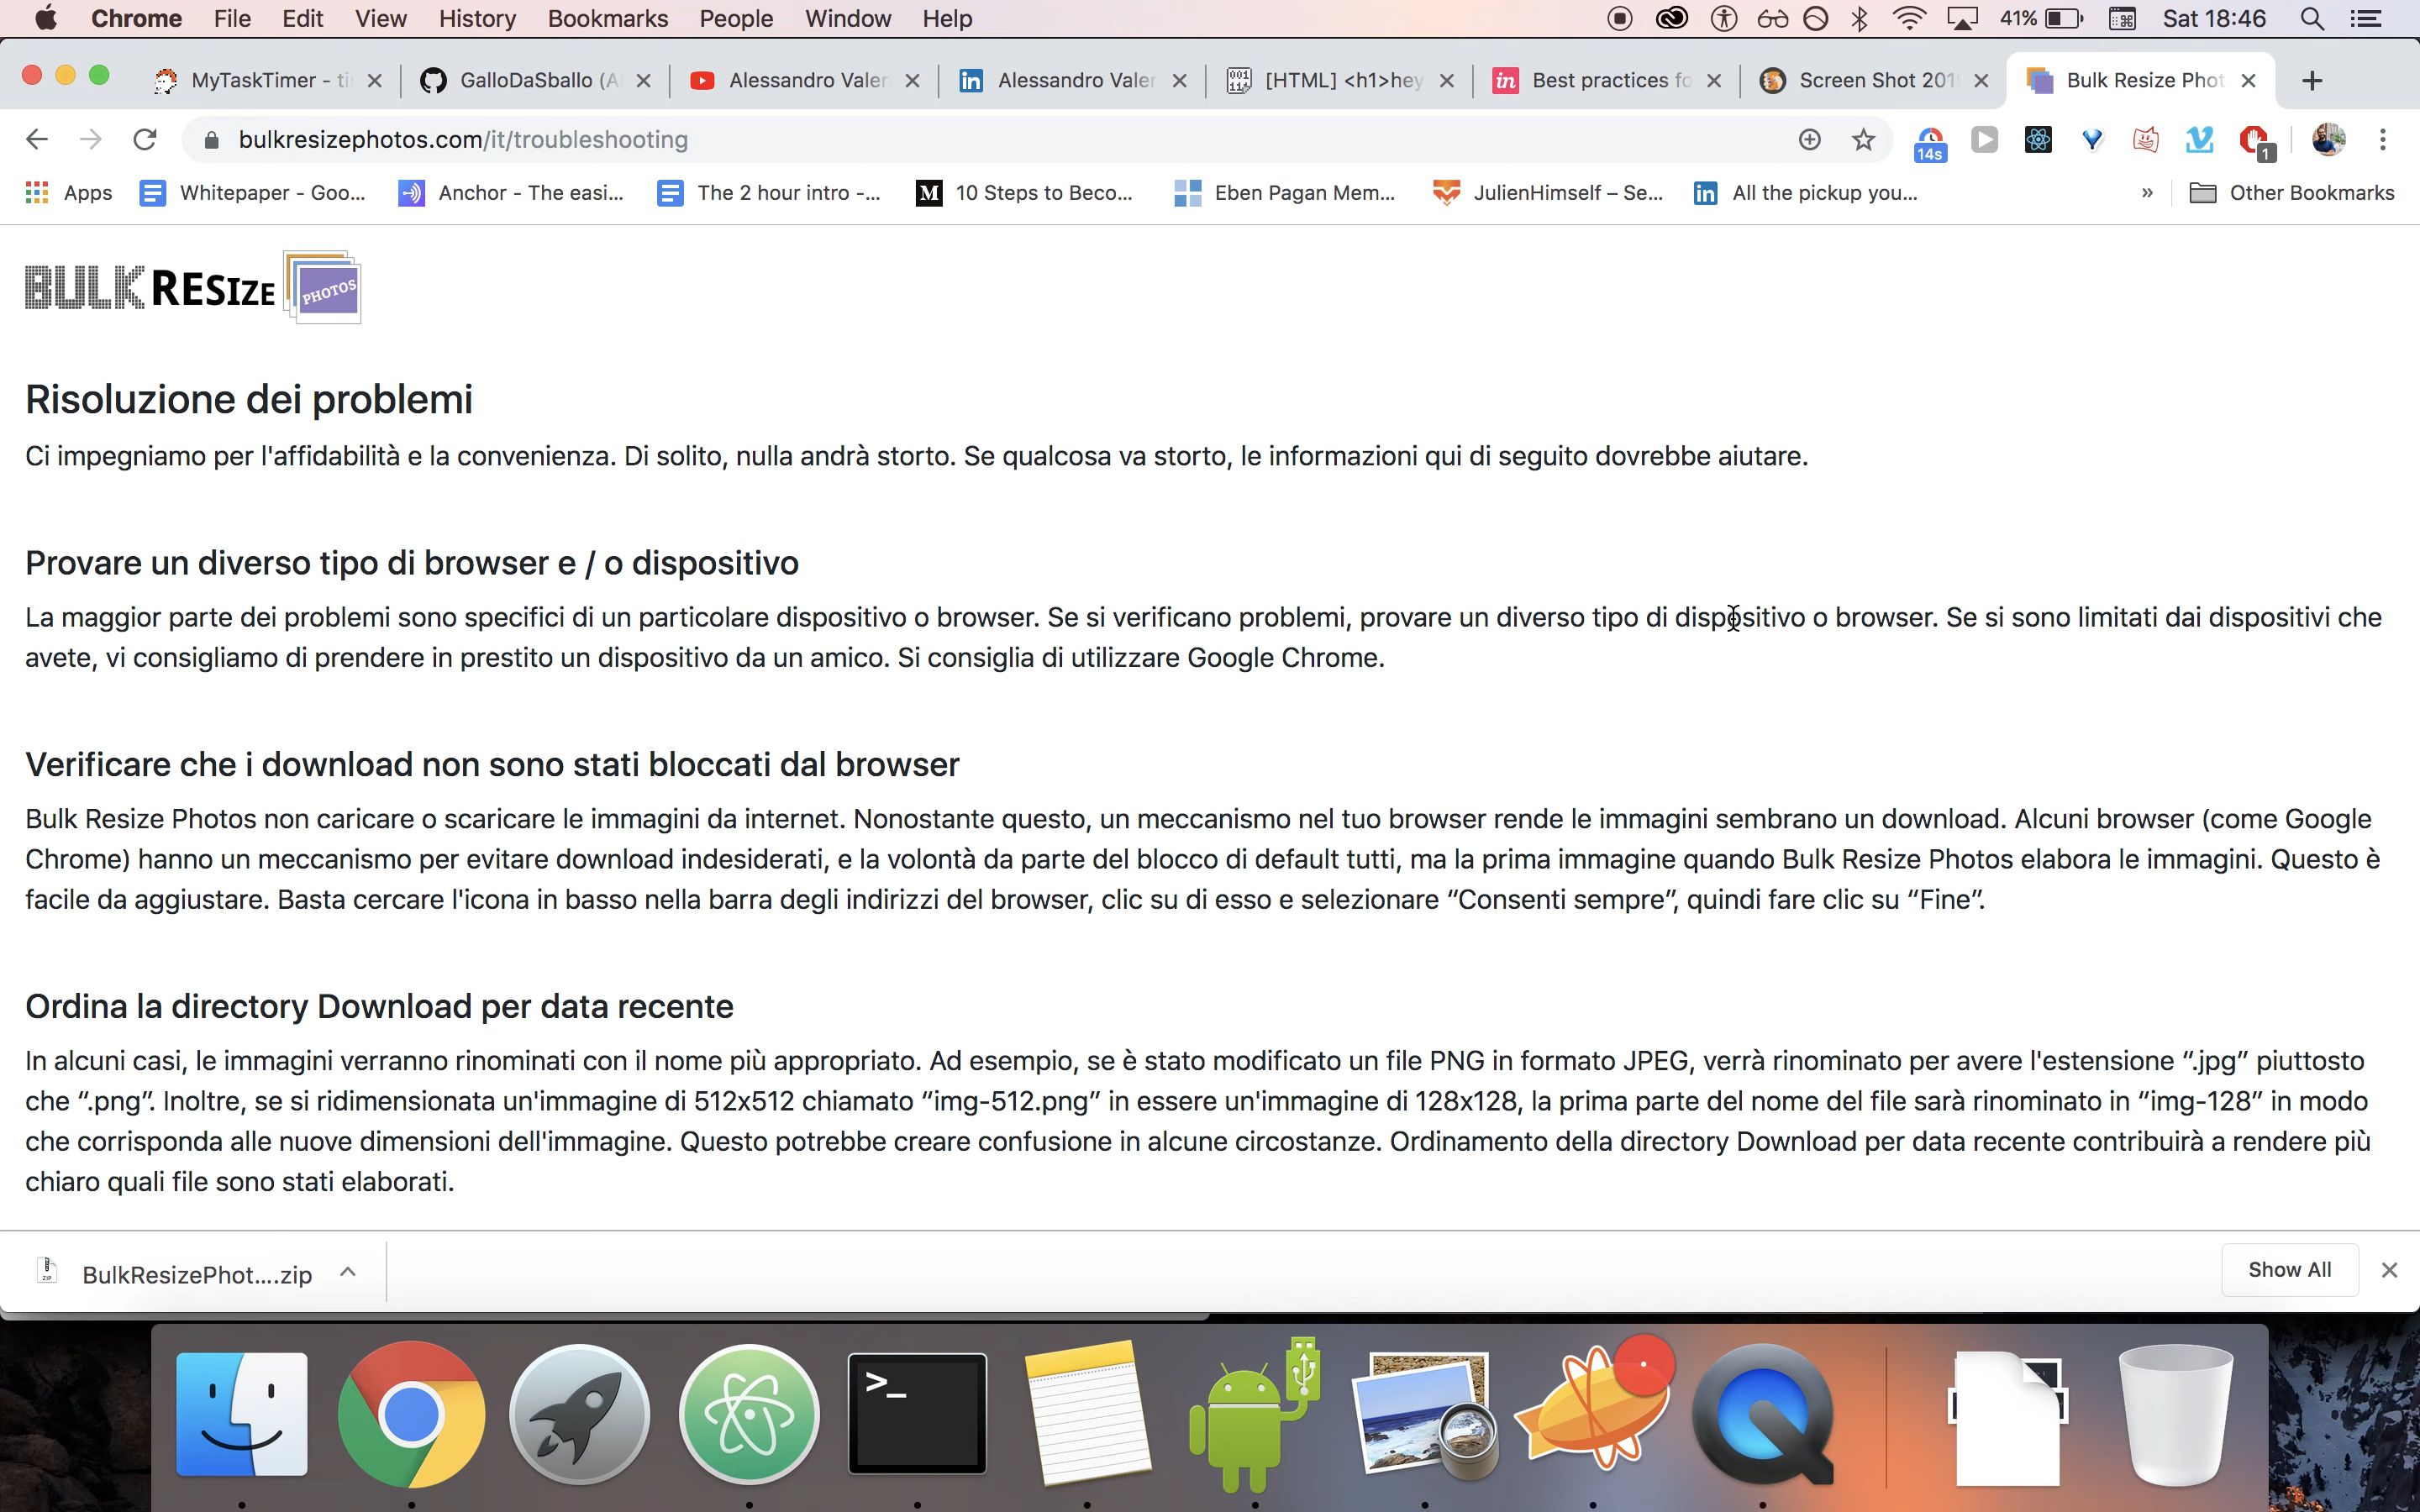 Chrome File Edit View History Bookmarks People Window Help 41% Sat 18:46
MyTaskTimer - ti GalloDaSballo (A Alessandro Valer Alessandro Valer [HTML] <h1>hey Best practices fo Screen Shot 201 Bulk Resize Phot
bulkresizephotos.com/it/troubleshooting 14s 1
Apps Whitepaper - Goo... Anchor - The easi... The 2 hour intro -... 10 Steps to Beco... Eben Pagan Mem... JulienHimself – Se... All the pickup you... » Other Bookmarks
BULK RESIZE PHOTOS
Risoluzione dei problemi
Ci impegniamo per l'affidabilità e la convenienza. Di solito, nulla andrà storto. Se qualcosa va storto, le informazioni qui di seguito dovrebbe aiutare.
Provare un diverso tipo di browser e / o dispositivo
La maggior parte dei problemi sono specifici di un particolare dispositivo o browser. Se si verificano problemi, provare un diverso tipo di dispositivo o browser. Se si sono limitati dai dispositivi che
avete, vi consigliamo di prendere in prestito un dispositivo da un amico. Si consiglia di utilizzare Google Chrome.
Verificare che i download non sono stati bloccati dal browser
Bulk Resize Photos non caricare o scaricare le immagini da internet. Nonostante questo, un meccanismo nel tuo browser rende le immagini sembrano un download. Alcuni browser (come Google
Chrome) hanno un meccanismo per evitare download indesiderati, e la volontà da parte del blocco di default tutti, ma la prima immagine quando Bulk Resize Photos elabora le immagini. Questo è
facile da aggiustare. Basta cercare l'icona in basso nella barra degli indirizzi del browser, clic su di esso e selezionare “Consenti sempre”, quindi fare clic su “Fine”.
Ordina la directory Download per data recente
In alcuni casi, le immagini verranno rinominati con il nome più appropriato. Ad esempio, se è stato modificato un file PNG in formato JPEG, verrà rinominato per avere l'estensione “.jpg” piuttosto
che “.png”. Inoltre, se si ridimensionata un'immagine di 512x512 chiamato “img-512.png” in essere un'immagine di 128x128, la prima parte del nome del file sarà rinominato in “img-128” in modo
che corrisponda alle nuove dimensioni dell'immagine. Questo potrebbe creare confusione in alcune circostanze. Ordinamento della directory Download per data recente contribuirà a rendere più
chiaro quali file sono stati elaborati.
BulkResizePhot....zip Show All